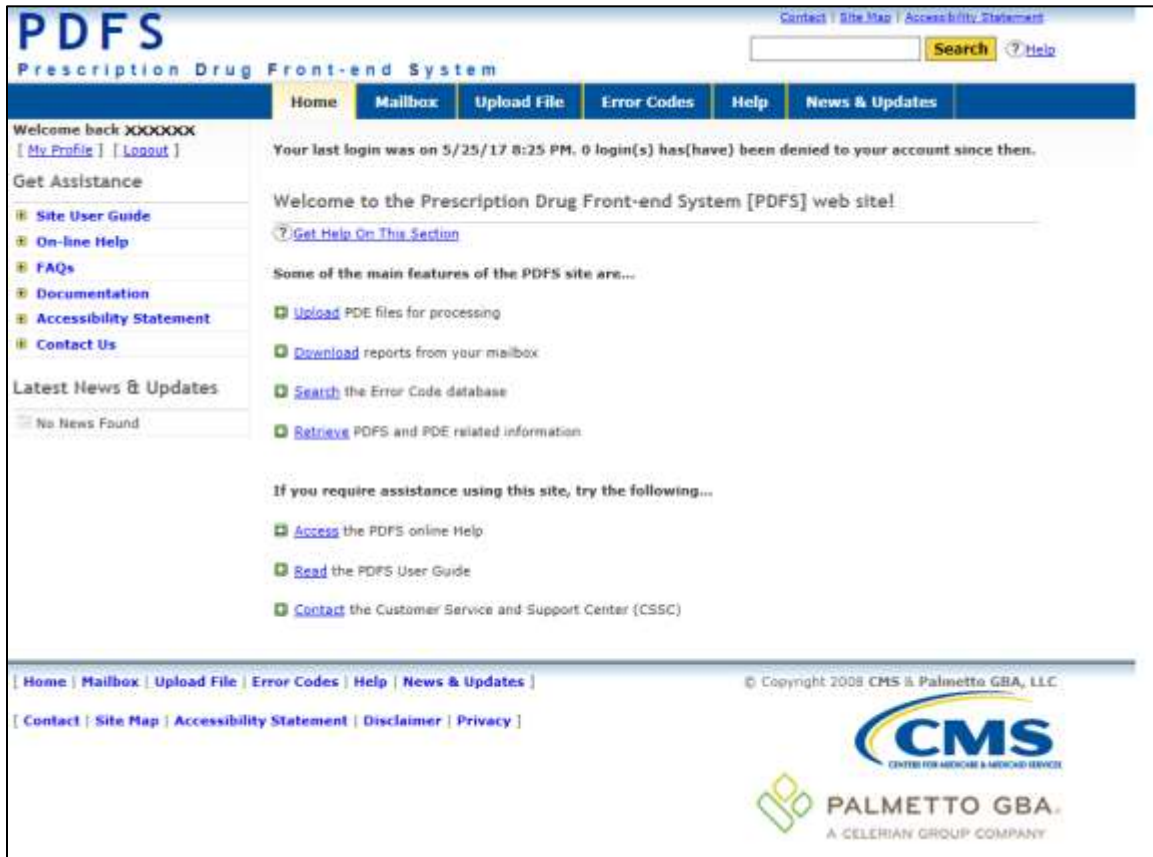 PDFS
Prescription Drug Front-end System
Contact | Site Map | Accessibility Statement
Search ? Help
Home Mailbox Upload File Error Codes Help News & Updates
Welcome back XXXXXX
[ My Profile ] [ Logout ]
Get Assistance
Site User Guide
On-line Help
FAQs
Documentation
Accessibility Statement
Contact Us
Latest News & Updates
No News Found
Your last login was on 5/25/17 8:25 PM. 0 login(s) has(have) been denied to your account since then.
Welcome to the Prescription Drug Front-end System [PDFS] web site!
? Get Help On This Section
Some of the main features of the PDFS site are...
Upload PDE files for processing
Download reports from your mailbox
Search the Error Code database
Retrieve PDFS and PDE related information
If you require assistance using this site, try the following...
Access the PDFS online Help
Read the PDFS User Guide
Contact the Customer Service and Support Center (CSSC)
[ Home | Mailbox | Upload File | Error Codes | Help | News & Updates ]
[ Contact | Site Map | Accessibility Statement | Disclaimer | Privacy ]
© Copyright 2008 CMS & Palmetto GBA, LLC
CMS
CENTERS FOR MEDICARE & MEDICAID SERVICES
PALMETTO GBA.
A CELERIAN GROUP COMPANY